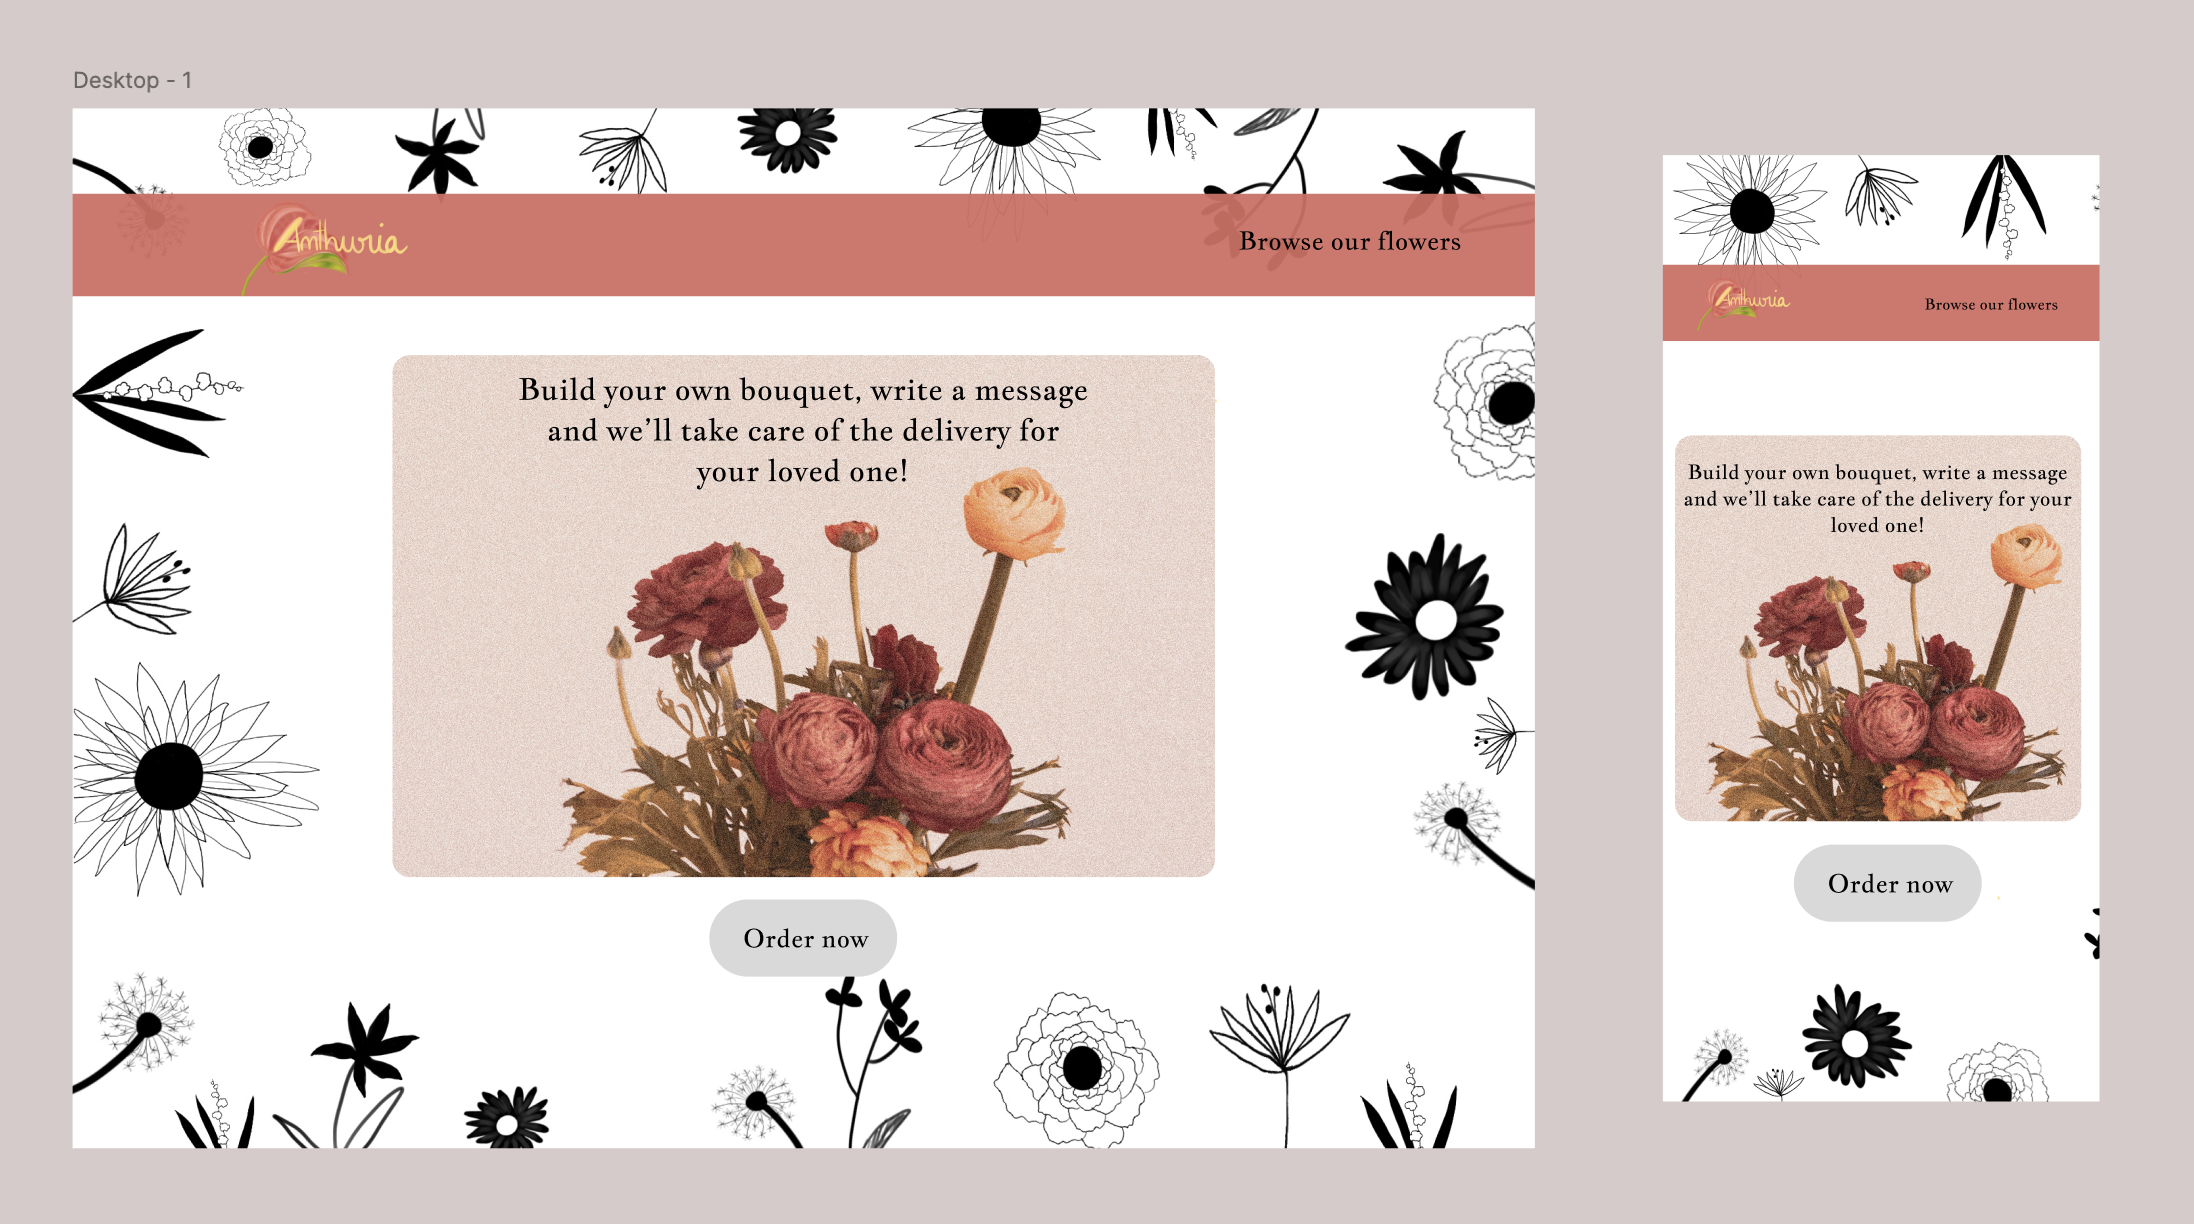 Desktop - 1
Anthuria
Browse our flowers
Build your own bouquet, write a message
and we'll take care of the delivery for
your loved one!
Order now
Anthuria
Browse our flowers
Build your own bouquet, write a message
and we'll take care of the delivery for your
loved one!
Order now